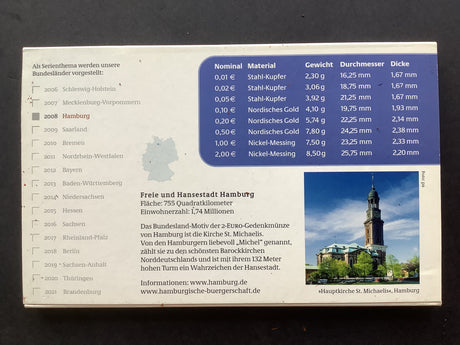 Als Serienthema werden unsere
Bundesländer vorgestellt:
2006 Schleswig-Holstein
2007 Mecklenburg-Vorpommern
2008 Hamburg
2009 Saarland
2010 Bremen
2011 Nordrhein-Westfalen
2012 Bayern
2013 Baden-Württemberg
2014 Niedersachsen
2015 Hessen
2016 Sachsen
2017 Rheinland-Pfalz
2018 Berlin
2019 Sachsen-Anhalt
2020 Thüringen
2021 Brandenburg
Nominal Material Gewicht Durchmesser Dicke
0,01 € Stahl-Kupfer 2,30 g 16,25 mm 1,67 mm
0,02 € Stahl-Kupfer 3,06 g 18,75 mm 1,67 mm
0,05 € Stahl-Kupfer 3,92 g 21,25 mm 1,67 mm
0,10 € Nordisches Gold 4,10 g 19,75 mm 1,93 mm
0,20 € Nordisches Gold 5,74 g 22,25 mm 2,14 mm
0,50 € Nordisches Gold 7,80 g 24,25 mm 2,38 mm
1,00 € Nickel-Messing 7,50 g 23,25 mm 2,33 mm
2,00 € Nickel-Messing 8,50 g 25,75 mm 2,20 mm
Freie und Hansestadt Hamburg
Fläche: 755 Quadratkilometer
Einwohnerzahl: 1,74 Millionen
Das Bundesland-Motiv der 2-Euro-Gedenkmünze
von Hamburg ist die Kirche St. Michaelis.
Von den Hamburgern liebevoll „Michel" genannt,
zählt sie zu den schönsten Barockkirchen
Norddeutschlands und ist mit ihrem 132 Meter
hohen Turm ein Wahrzeichen der Hansestadt.
Informationen: www.hamburg.de
www.hamburgische-buergerschaft.de
»Hauptkirche St. Michaelis«, Hamburg